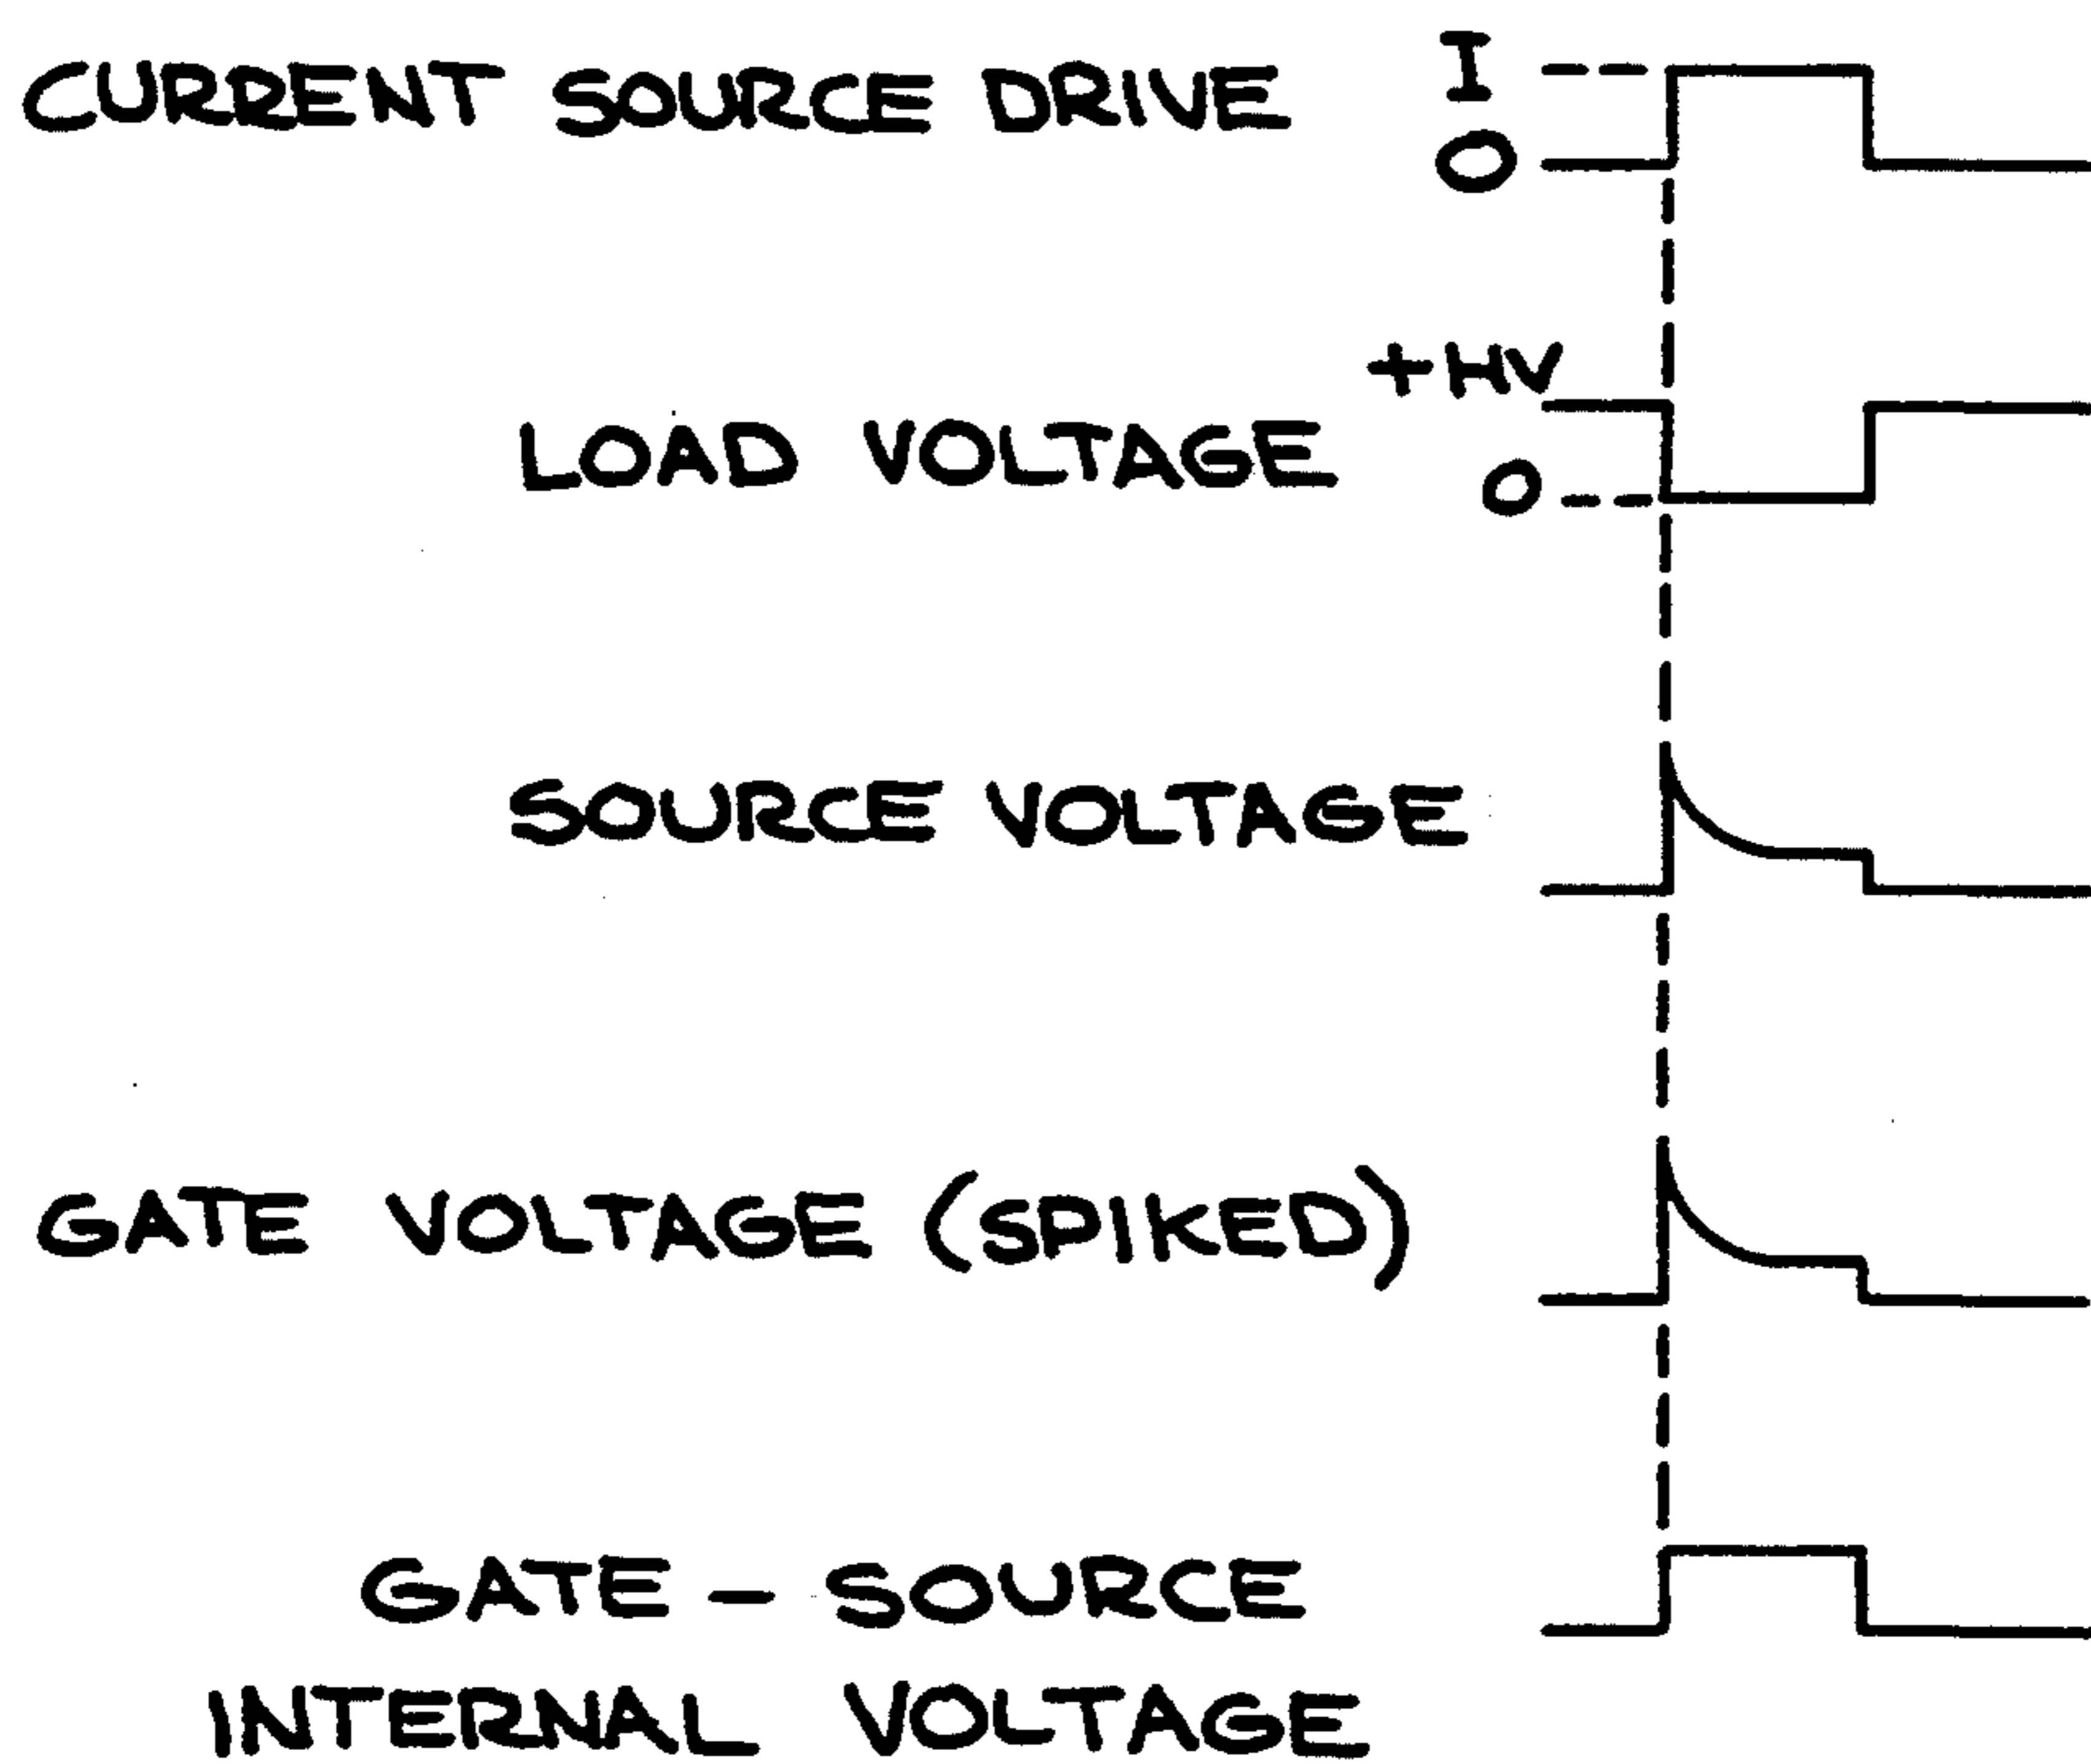 I
CURRENT SOURCE DRIVE
O
+HV
LOAD VOLTAGE
O
SOURCE VOLTAGE
GATE VOLTAGE (SPIKED)
GATE - SOURCE
INTERNAL VOLTAGE